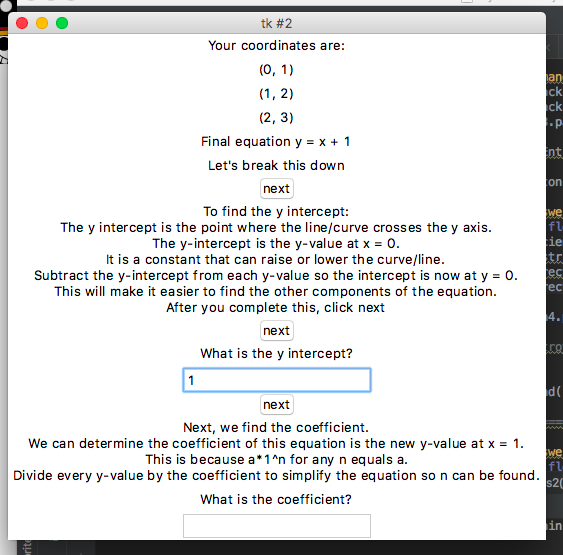 tk #2
Your coordinates are:
(0, 1)
(1, 2)
(2, 3)
Final equation y = x + 1
Let's break this down
next
To find the y intercept:
The y intercept is the point where the line/curve crosses the y axis.
The y-intercept is the y-value at x = 0.
It is a constant that can raise or lower the curve/line.
Subtract the y-intercept from each y-value so the intercept is now at y = 0.
This will make it easier to find the other components of the equation.
After you complete this, click next
next
What is the y intercept?
1
next
Next, we find the coefficient.
We can determine the coefficient of this equation is the new y-value at x = 1.
This is because a*1^n for any n equals a.
Divide every y-value by the coefficient to simplify the equation so n can be found.
What is the coefficient?